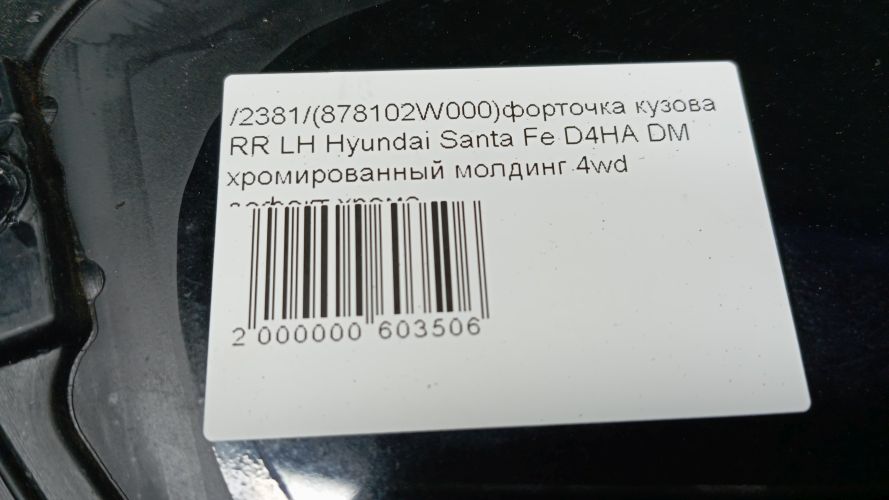 /2381/(878102W000)форточка кузова
RR LH Hyundai Santa Fe D4HA DM
хромированный молдинг 4wd
2 000000 603506